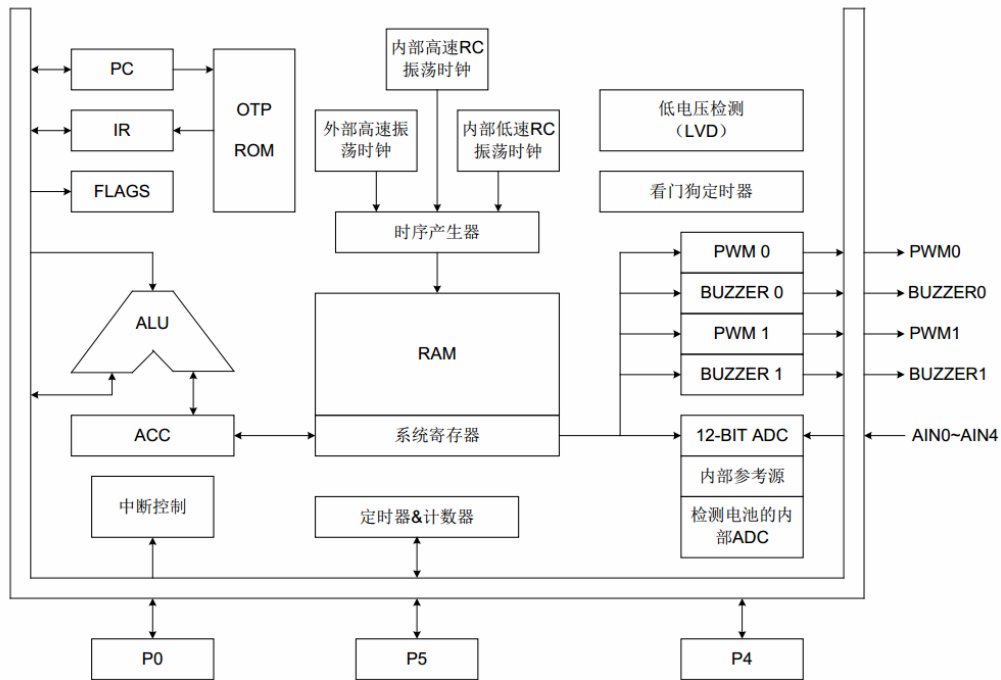 PC
IR
FLAGS
OTP
ROM
内部高速RC
振荡时钟
外部高速振
荡时钟
内部低速RC
振荡时钟
时序产生器
低电压检测
（LVD）
看门狗定时器
ALU
ACC
RAM
系统寄存器
PWM 0
BUZZER 0
PWM 1
BUZZER 1
12-BIT ADC
内部参考源
检测电池的内
部ADC
PWM0
BUZZER0
PWM1
BUZZER1
AIN0~AIN4
中断控制
定时器&计数器
P0
P5
P4